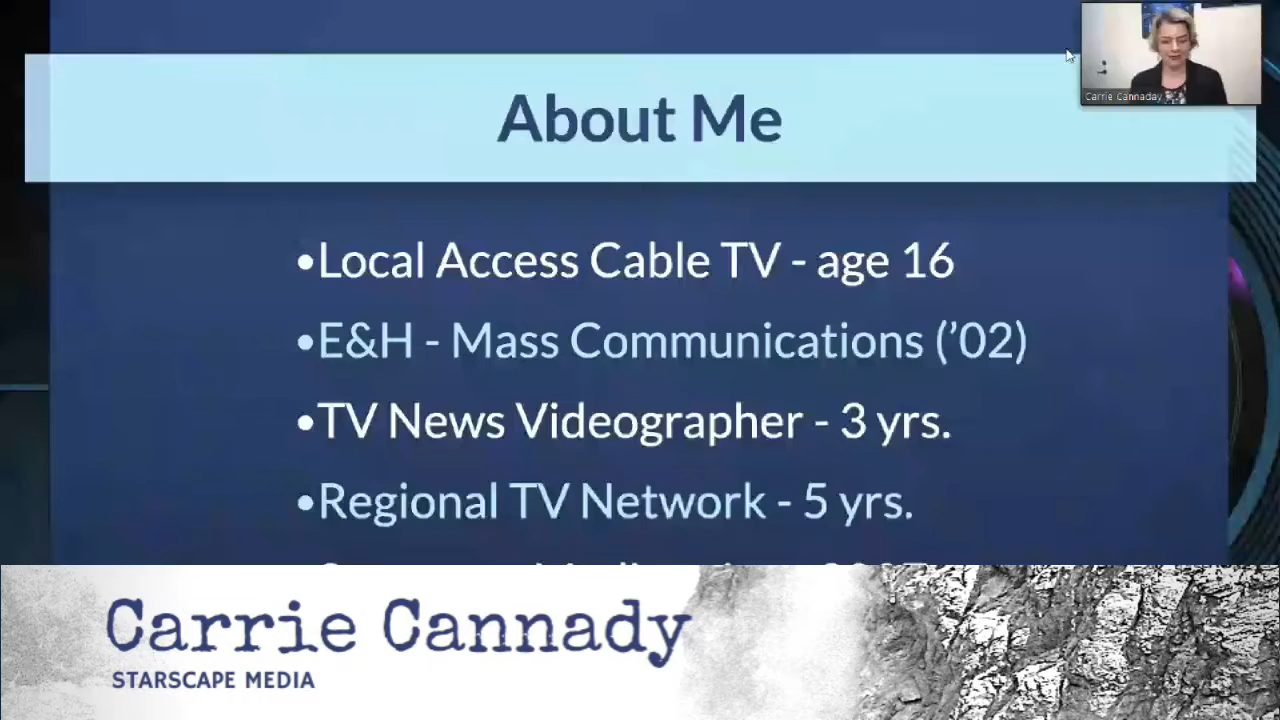 About Me
Carrie Cannaday
•Local Access Cable TV - age 16
•E&H - Mass Communications (’02)
•TV News Videographer - 3 yrs.
•Regional TV Network - 5 yrs.
Carrie Cannady
STARSCAPE MEDIA